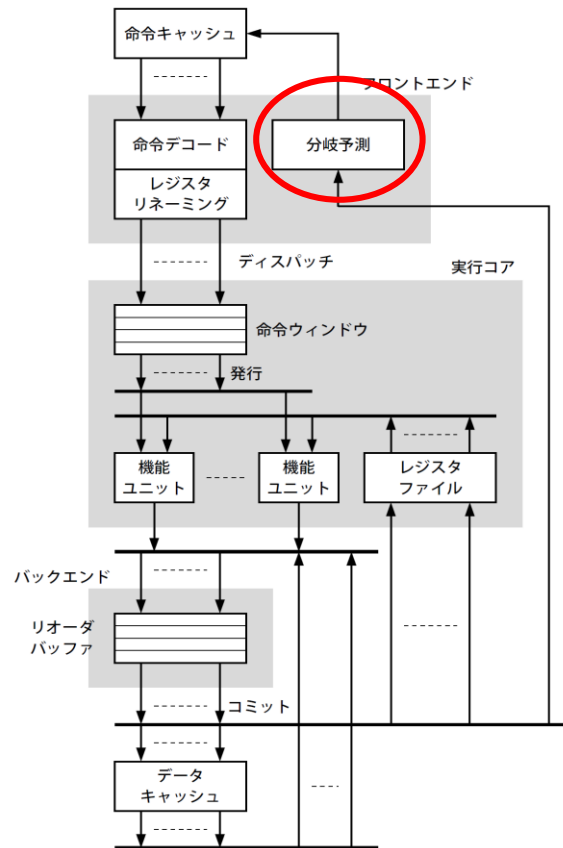 命令キャッシュ
フロントエンド
命令デコード
分岐予測
レジスタ
リネーミング
ディスパッチ
実行コア
命令ウィンドウ
発行
機能
ユニット
機能
ユニット
レジスタ
ファイル
バックエンド
リオーダ
バッファ
コミット
データ
キャッシュ